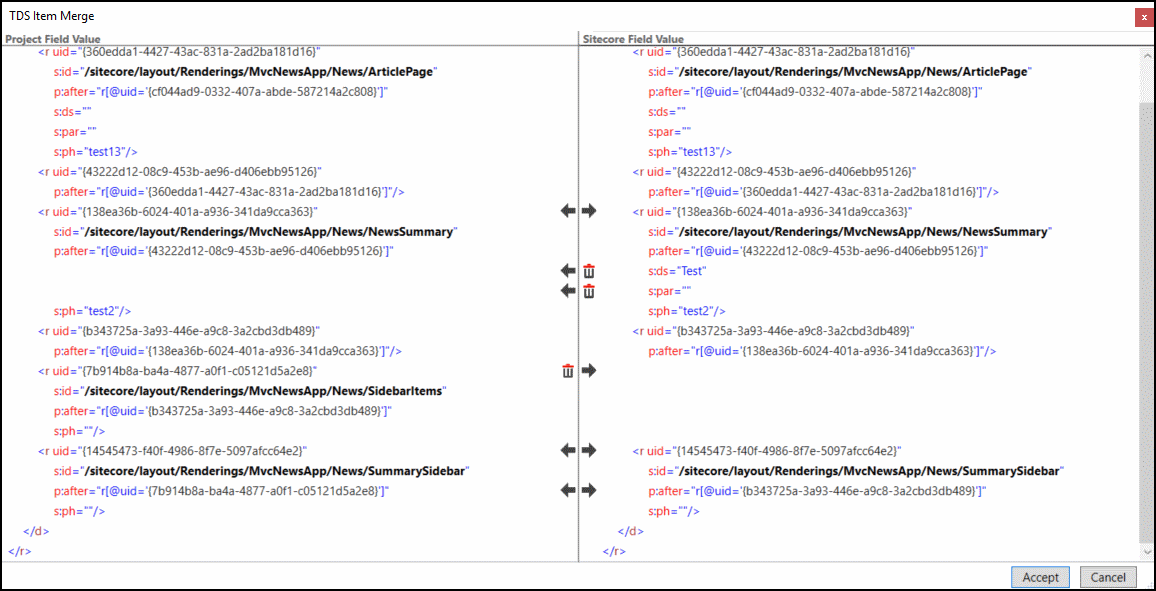 TDS Item Merge
x
Project Field Value
<r uid="{360edda1-4427-43ac-831a-2ad2ba181d16}"
s:id="/sitecore/layout/Renderings/MvcNewsApp/News/ArticlePage"
p:after="r[@uid='{cf044ad9-0332-407a-abde-587214a2c808}']"
s:ds=""
s:par=""
s:ph="test13"/>
<r uid="{43222d12-08c9-453b-ae96-d406ebb95126}"
p:after="r[@uid='{360edda1-4427-43ac-831a-2ad2ba181d16}']"/>
<r uid="{138ea36b-6024-401a-a936-341da9cca363}"
s:id="/sitecore/layout/Renderings/MvcNewsApp/News/NewsSummary"
p:after="r[@uid='{43222d12-08c9-453b-ae96-d406ebb95126}']"
s:ph="test2"/>
<r uid="{b343725a-3a93-446e-a9c8-3a2cbd3db489}"
p:after="r[@uid='{138ea36b-6024-401a-a936-341da9cca363}']"/>
<r uid="{7b914b8a-ba4a-4877-a0f1-c05121d5a2e8}"
s:id="/sitecore/layout/Renderings/MvcNewsApp/News/SidebarItems"
p:after="r[@uid='{b343725a-3a93-446e-a9c8-3a2cbd3db489}']"
s:ph=""/>
<r uid="{14545473-f40f-4986-8f7e-5097afcc64e2}"
s:id="/sitecore/layout/Renderings/MvcNewsApp/News/SummarySidebar"
p:after="r[@uid='{7b914b8a-ba4a-4877-a0f1-c05121d5a2e8}']"
s:ph=""/>
</d>
</r>
Sitecore Field Value
<r uid="{360edda1-4427-43ac-831a-2ad2ba181d16}"
s:id="/sitecore/layout/Renderings/MvcNewsApp/News/ArticlePage"
p:after="r[@uid='{cf044ad9-0332-407a-abde-587214a2c808}']"
s:ds=""
s:par=""
s:ph="test13"/>
<r uid="{43222d12-08c9-453b-ae96-d406ebb95126}"
p:after="r[@uid='{360edda1-4427-43ac-831a-2ad2ba181d16}']"/>
<r uid="{138ea36b-6024-401a-a936-341da9cca363}"
s:id="/sitecore/layout/Renderings/MvcNewsApp/News/NewsSummary"
p:after="r[@uid='{43222d12-08c9-453b-ae96-d406ebb95126}']"
s:ds="Test"
s:par=""
s:ph="test2"/>
<r uid="{b343725a-3a93-446e-a9c8-3a2cbd3db489}"
p:after="r[@uid='{138ea36b-6024-401a-a936-341da9cca363}']"/>
<r uid="{14545473-f40f-4986-8f7e-5097afcc64e2}"
s:id="/sitecore/layout/Renderings/MvcNewsApp/News/SummarySidebar"
p:after="r[@uid='{b343725a-3a93-446e-a9c8-3a2cbd3db489}']"
s:ph=""/>
</d>
</r>
Accept
Cancel